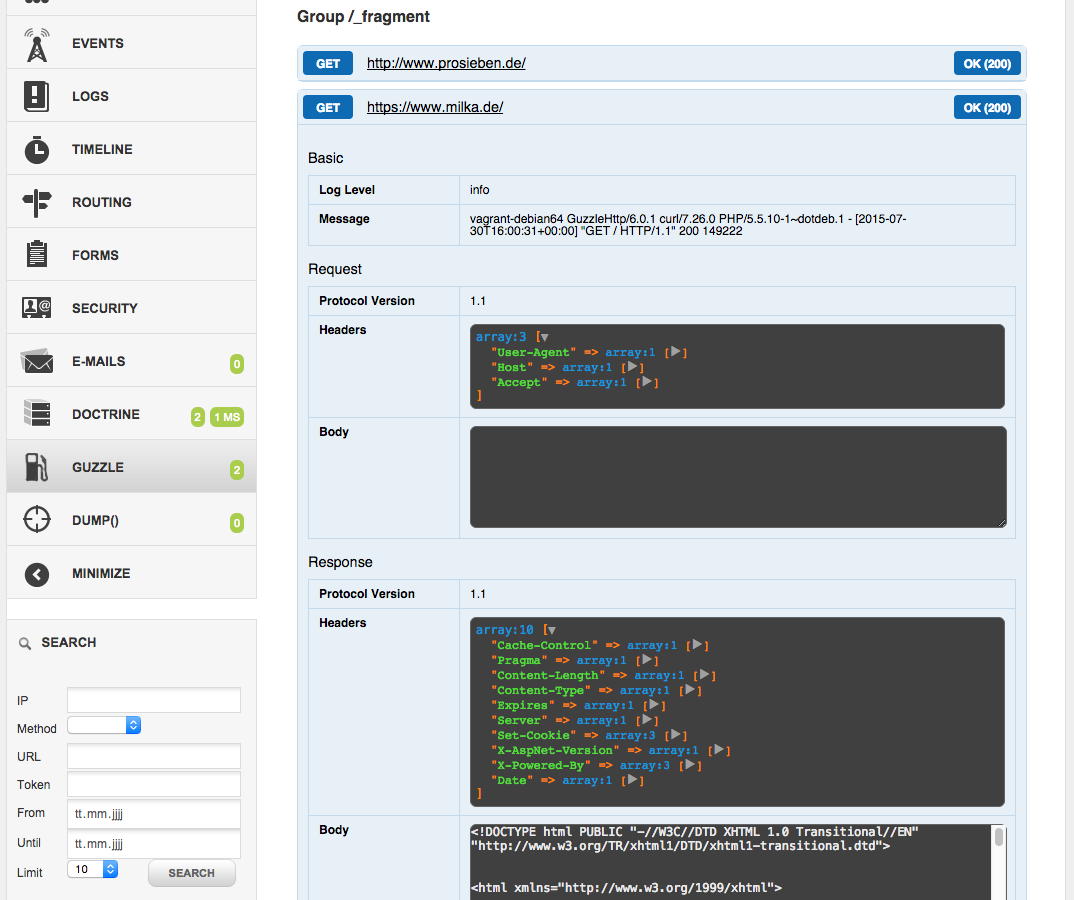 EVENTS
LOGS
TIMELINE
ROUTING
FORMS
SECURITY
E-MAILS 0
DOCTRINE 2 1 MS
GUZZLE 2
DUMP() 0
MINIMIZE
SEARCH
IP
Method
URL
Token
From tt.mm.jjjj
Until tt.mm.jjjj
Limit 10 SEARCH
Group /_fragment
GET http://www.prosieben.de/ OK (200)
GET https://www.milka.de/ OK (200)
Basic
Log Level info
Message vagrant-debian64 GuzzleHttp/6.0.1 curl/7.26.0 PHP/5.5.10-1~dotdeb.1 - [2015-07-
30T16:00:31+00:00] "GET / HTTP/1.1" 200 149222
Request
Protocol Version 1.1
Headers
array:3 [▼
"User-Agent" => array:1 [▶]
"Host" => array:1 [▶]
"Accept" => array:1 [▶]
]
Body
Response
Protocol Version 1.1
Headers
array:10 [▼
"Cache-Control" => array:1 [▶]
"Pragma" => array:1 [▶]
"Content-Length" => array:1 [▶]
"Content-Type" => array:1 [▶]
"Expires" => array:1 [▶]
"Server" => array:1 [▶]
"Set-Cookie" => array:3 [▶]
"X-AspNet-Version" => array:1 [▶]
"X-Powered-By" => array:3 [▶]
"Date" => array:1 [▶]
]
Body
<!DOCTYPE html PUBLIC "-//W3C//DTD XHTML 1.0 Transitional//EN"
"http://www.w3.org/TR/xhtml1/DTD/xhtml1-transitional.dtd">
<html xmlns="http://www.w3.org/1999/xhtml">